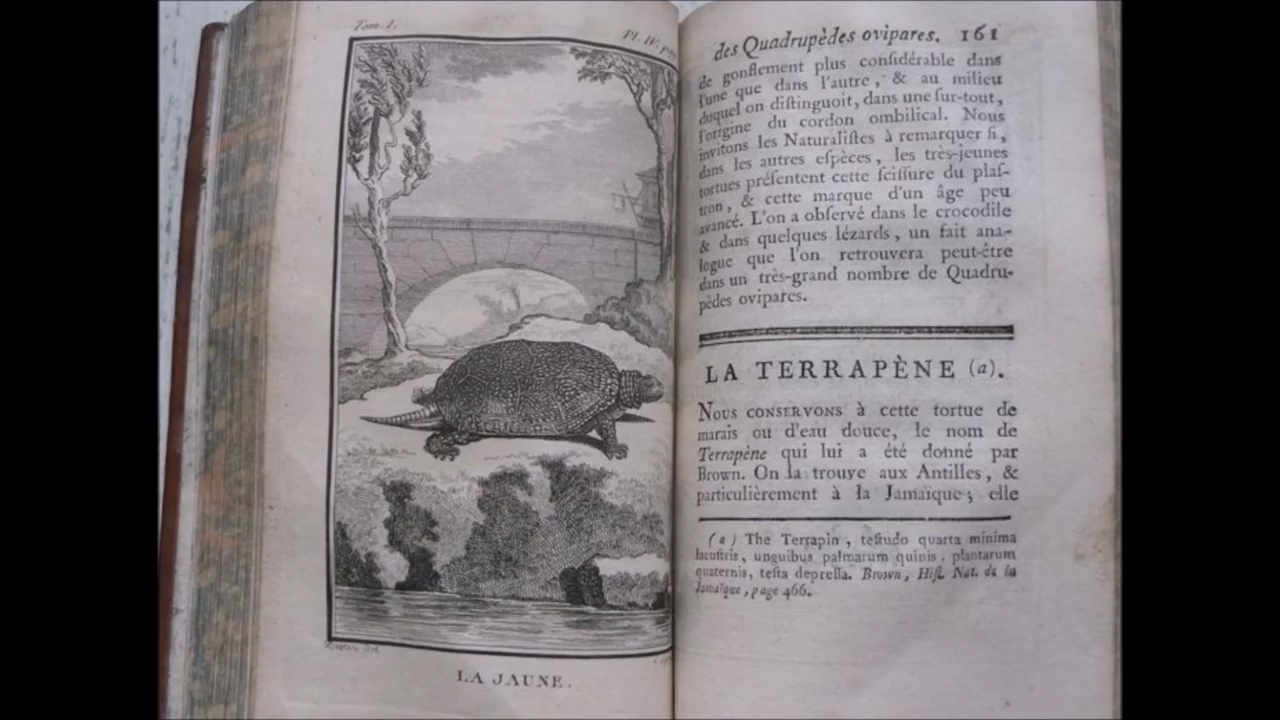 Tom. I.
Pl. IV. pag
LA JAUNE.
des Quadrupèdes ovipares. 161
de gonflement plus conſidérable dans
l'une que dans l'autre, & au milieu
duquel on diſtinguoit, dans une ſur-tout,
l'origine du cordon ombilical. Nous
invitons les Naturaliſtes à remarquer ſi,
dans les autres eſpèces, les très-jeunes
tortues préſentent cette ſciſſure du plaſ-
tron, & cette marque d'un âge peu
avancé. L'on a obſervé dans le crocodile
& dans quelques lézards, un fait ana-
logue que l'on retrouvera peut-être
dans un très-grand nombre de Quadru-
pèdes ovipares.
LA TERRAPÈNE (a).
NOUS CONSERVONS à cette tortue de
marais ou d'eau douce, le nom de
Terrapène qui lui a été donné par
Brown. On la trouve aux Antilles, &
particulièrement à la Jamaïque; elle
(a) The Terrapin, teſtudo quarta minima
lacuſtris, unguibus palmarum quinis, plantarum
quaternis, teſta depreſſa. Brown, Hiſt. Nat. de la
Jamaïque, page 466.